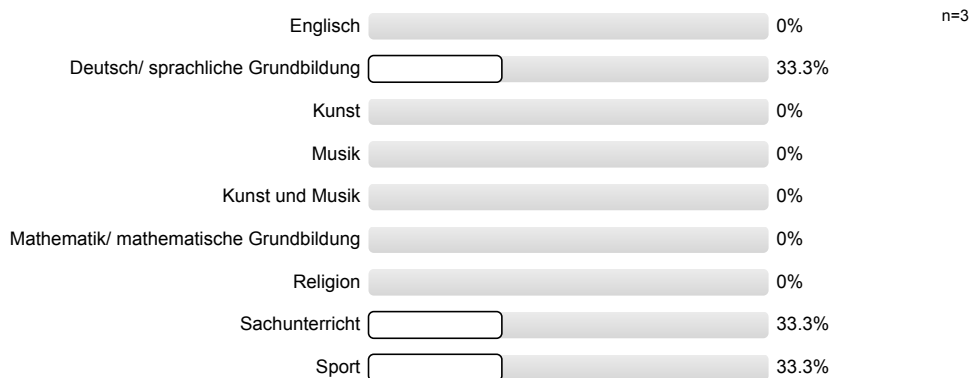 n=3
Englisch 0%
Deutsch/ sprachliche Grundbildung 33.3%
Kunst 0%
Musik 0%
Kunst und Musik 0%
Mathematik/ mathematische Grundbildung 0%
Religion 0%
Sachunterricht 33.3%
Sport 33.3%